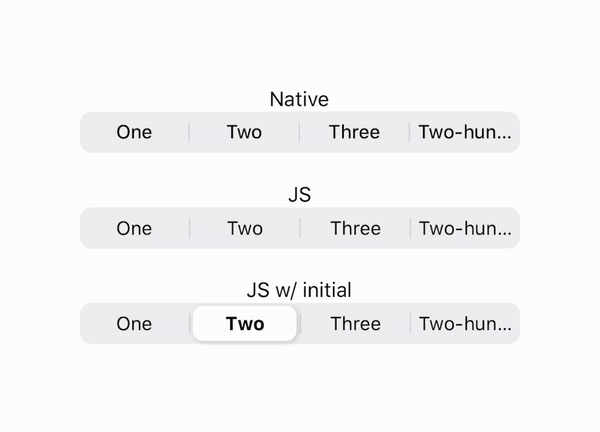 Native
One Two Three Two-hun...
JS
One Two Three Two-hun...
JS w/ initial
One Two Three Two-hun...